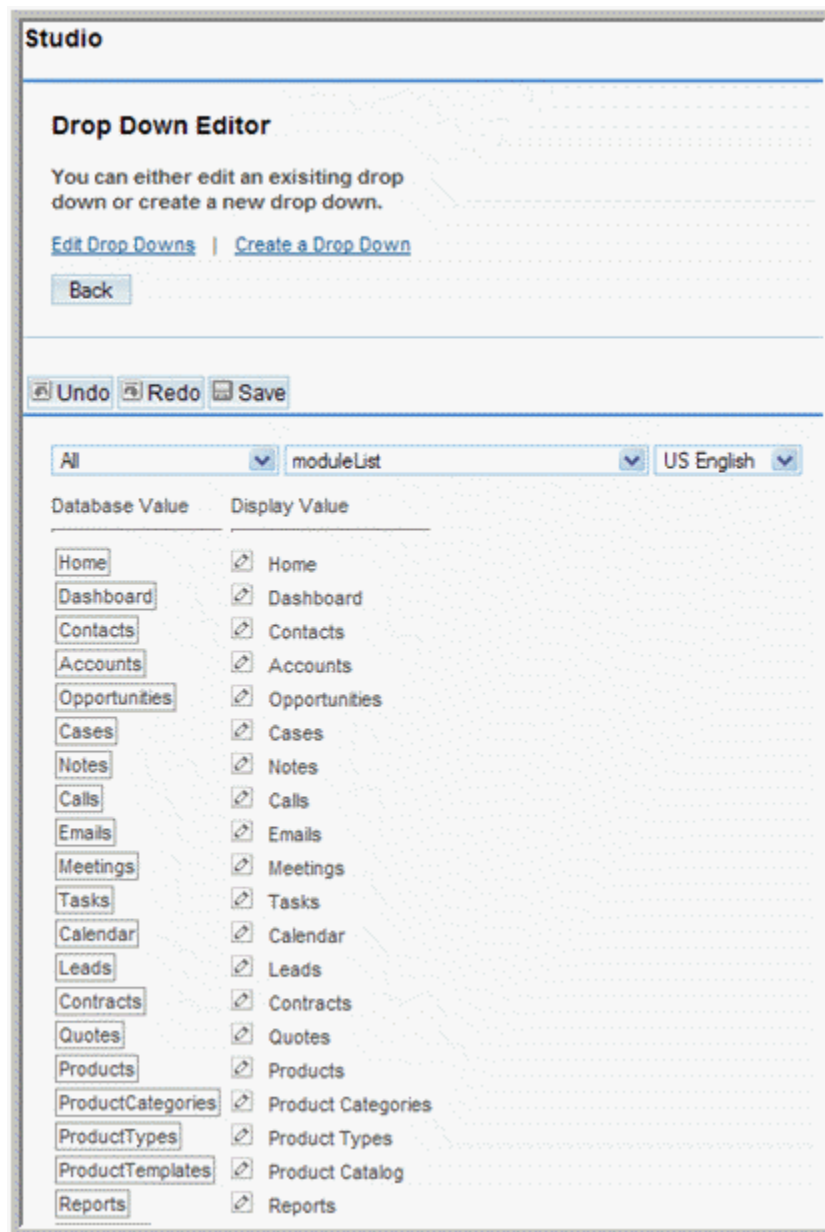 Studio
Drop Down Editor
You can either edit an exisiting drop
down or create a new drop down.
Edit Drop Downs | Create a Drop Down
Back
Undo Redo Save
All moduleList US English
Database Value Display Value
Home Home
Dashboard Dashboard
Contacts Contacts
Accounts Accounts
Opportunities Opportunities
Cases Cases
Notes Notes
Calls Calls
Emails Emails
Meetings Meetings
Tasks Tasks
Calendar Calendar
Leads Leads
Contracts Contracts
Quotes Quotes
Products Products
ProductCategories Product Categories
ProductTypes Product Types
ProductTemplates Product Catalog
Reports Reports